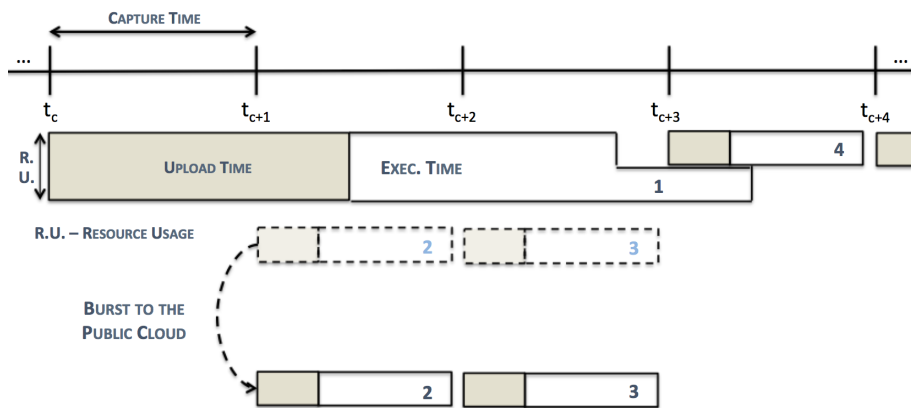 CAPTURE TIME
... ...
tc tc+1 tc+2 tc+3 tc+4
R.
U.
UPLOAD TIME EXEC. TIME 4
1
R.U. – RESOURCE USAGE 2 3
BURST TO THE
PUBLIC CLOUD
2 3